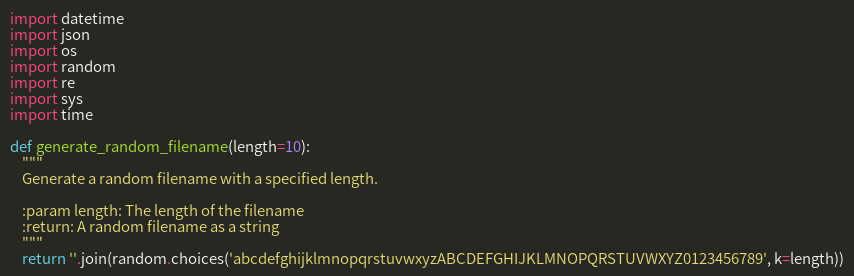 import datetime
import json
import os
import random
import re
import sys
import time

def generate_random_filename(length=10):
    """
    Generate a random filename with a specified length.

    :param length: The length of the filename
    :return: A random filename as a string
    """
    return ''.join(random.choices('abcdefghijklmnopqrstuvwxyzABCDEFGHIJKLMNOPQRSTUVWXYZ0123456789', k=length))